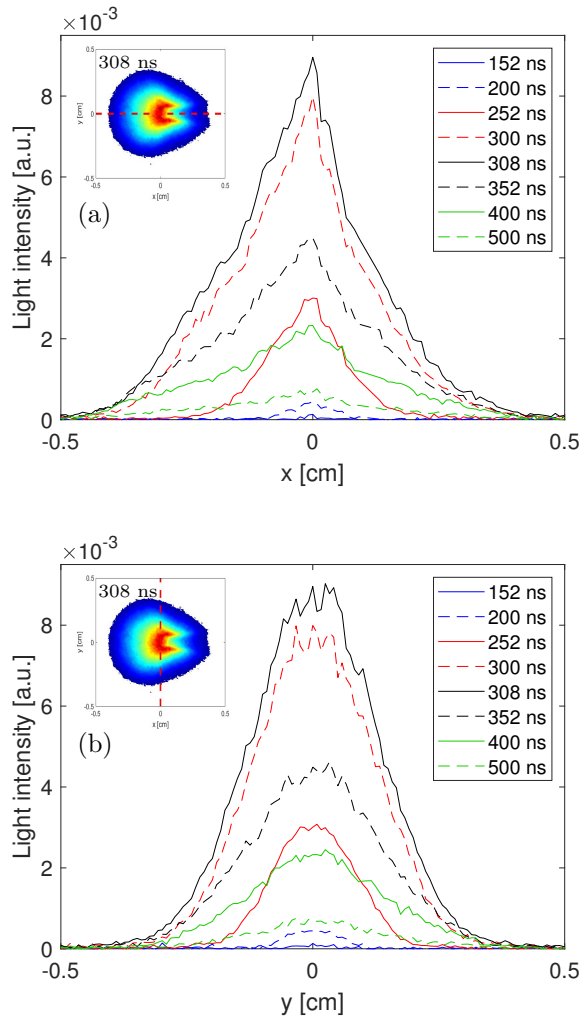 ×10⁻³
308 ns
0.5
0
-0.5
y [cm]
-0.5
0
0.5
x [cm]
(a)
152 ns
200 ns
252 ns
300 ns
308 ns
352 ns
400 ns
500 ns
8
6
4
2
0
Light intensity [a.u.]
-0.5
0
0.5
x [cm]
×10⁻³
308 ns
0.5
0
-0.5
y [cm]
-0.5
0
0.5
x [cm]
(b)
152 ns
200 ns
252 ns
300 ns
308 ns
352 ns
400 ns
500 ns
8
6
4
2
0
Light intensity [a.u.]
-0.5
0
0.5
y [cm]